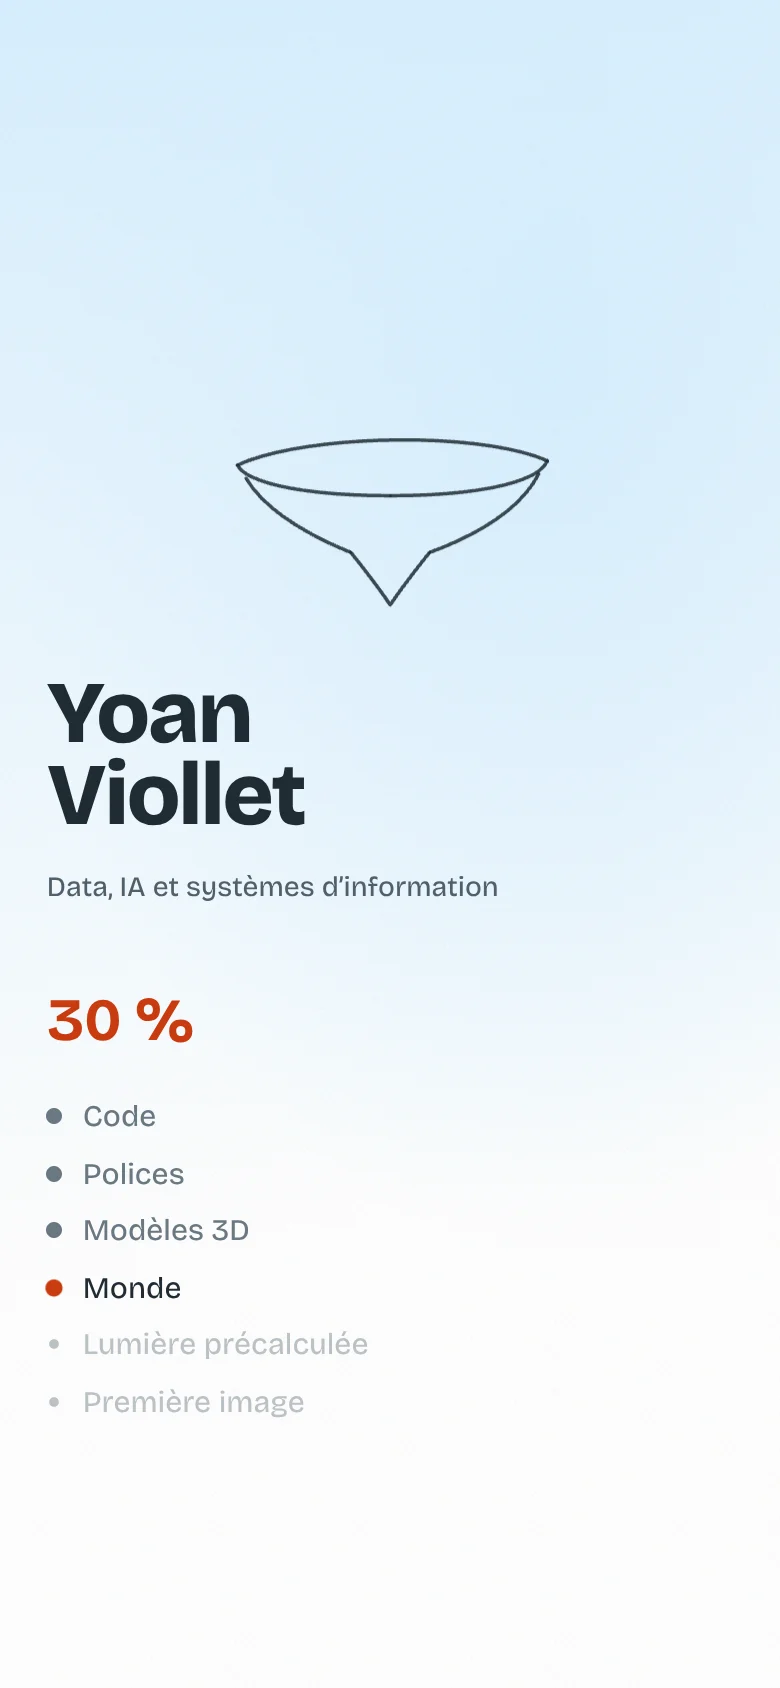 Yoan
Viollet
Data, IA et systèmes d’information
30 %
Code
Polices
Modèles 3D
Monde
Lumière précalculée
Première image